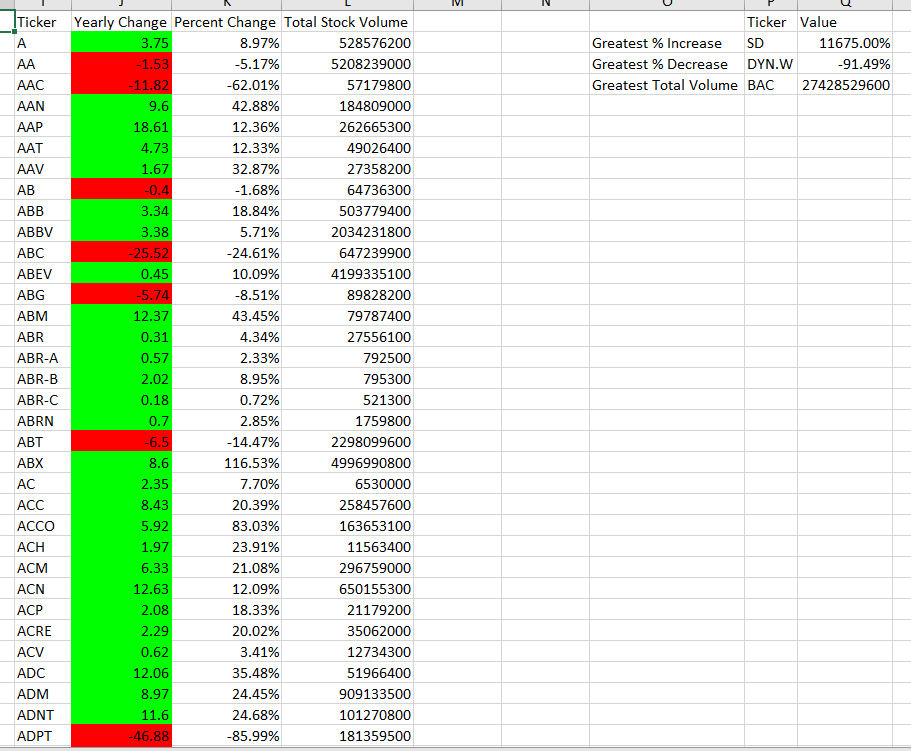 I J K L M N O P Q
Ticker Yearly Change Percent Change Total Stock Volume Ticker Value
A 3.75 8.97% 528576200 Greatest % Increase SD 11675.00%
AA -1.53 -5.17% 5208239000 Greatest % Decrease DYN.W -91.49%
AAC -11.82 -62.01% 57179800 Greatest Total Volume BAC 27428529600
AAN 9.6 42.88% 184809000
AAP 18.61 12.36% 262665300
AAT 4.73 12.33% 49026400
AAV 1.67 32.87% 27358200
AB -0.4 -1.68% 64736300
ABB 3.34 18.84% 503779400
ABBV 3.38 5.71% 2034231800
ABC -25.52 -24.61% 647239900
ABEV 0.45 10.09% 4199335100
ABG -5.74 -8.51% 89828200
ABM 12.37 43.45% 79787400
ABR 0.31 4.34% 27556100
ABR-A 0.57 2.33% 792500
ABR-B 2.02 8.95% 795300
ABR-C 0.18 0.72% 521300
ABRN 0.7 2.85% 1759800
ABT -6.5 -14.47% 2298099600
ABX 8.6 116.53% 4996990800
AC 2.35 7.70% 6530000
ACC 8.43 20.39% 258457600
ACCO 5.92 83.03% 163653100
ACH 1.97 23.91% 11563400
ACM 6.33 21.08% 296759000
ACN 12.63 12.09% 650155300
ACP 2.08 18.33% 21179200
ACRE 2.29 20.02% 35062000
ACV 0.62 3.41% 12734300
ADC 12.06 35.48% 51966400
ADM 8.97 24.45% 909133500
ADNT 11.6 24.68% 101270800
ADPT -46.88 -85.99% 181359500